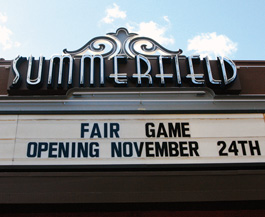 SUMMERFIELD
FAIR GAME
OPENING NOVEMBER 24TH